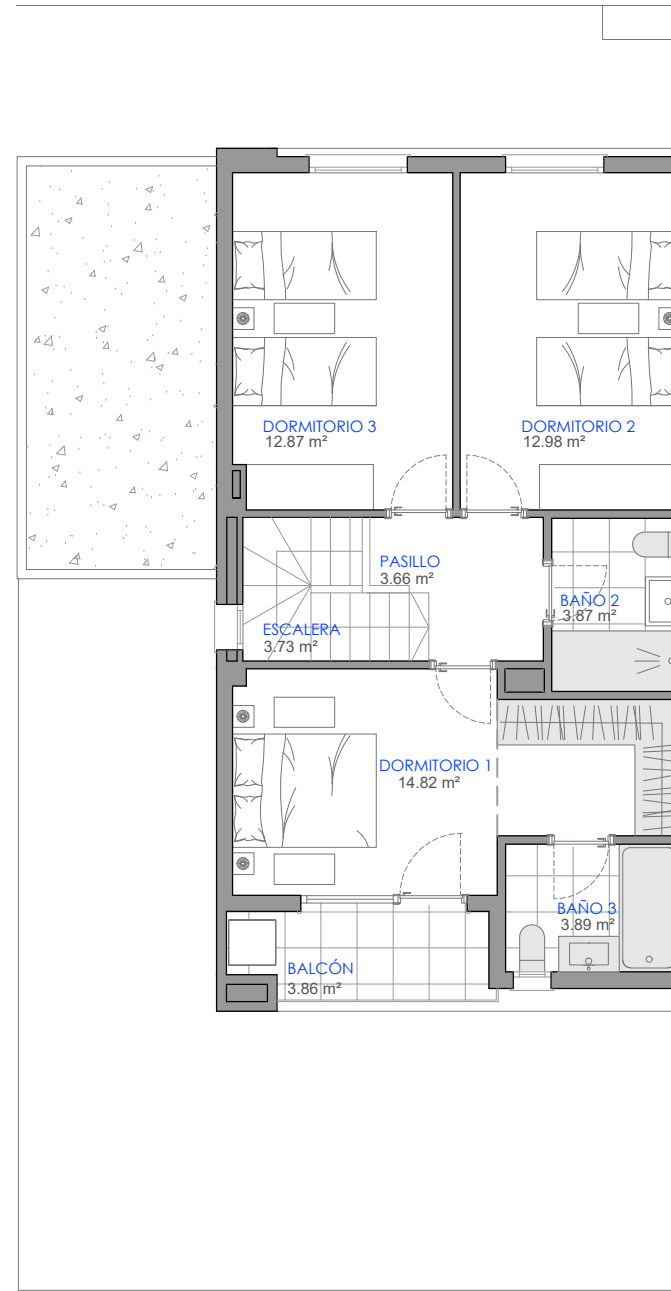 DORMITORIO 3
12.87 m²
DORMITORIO 2
12.98 m²
PASILLO
3.66 m²
BAÑO 2
3.87 m²
ESCALERA
3.73 m²
DORMITORIO 1
14.82 m²
BAÑO 3
3.89 m²
BALCÓN
3.86 m²